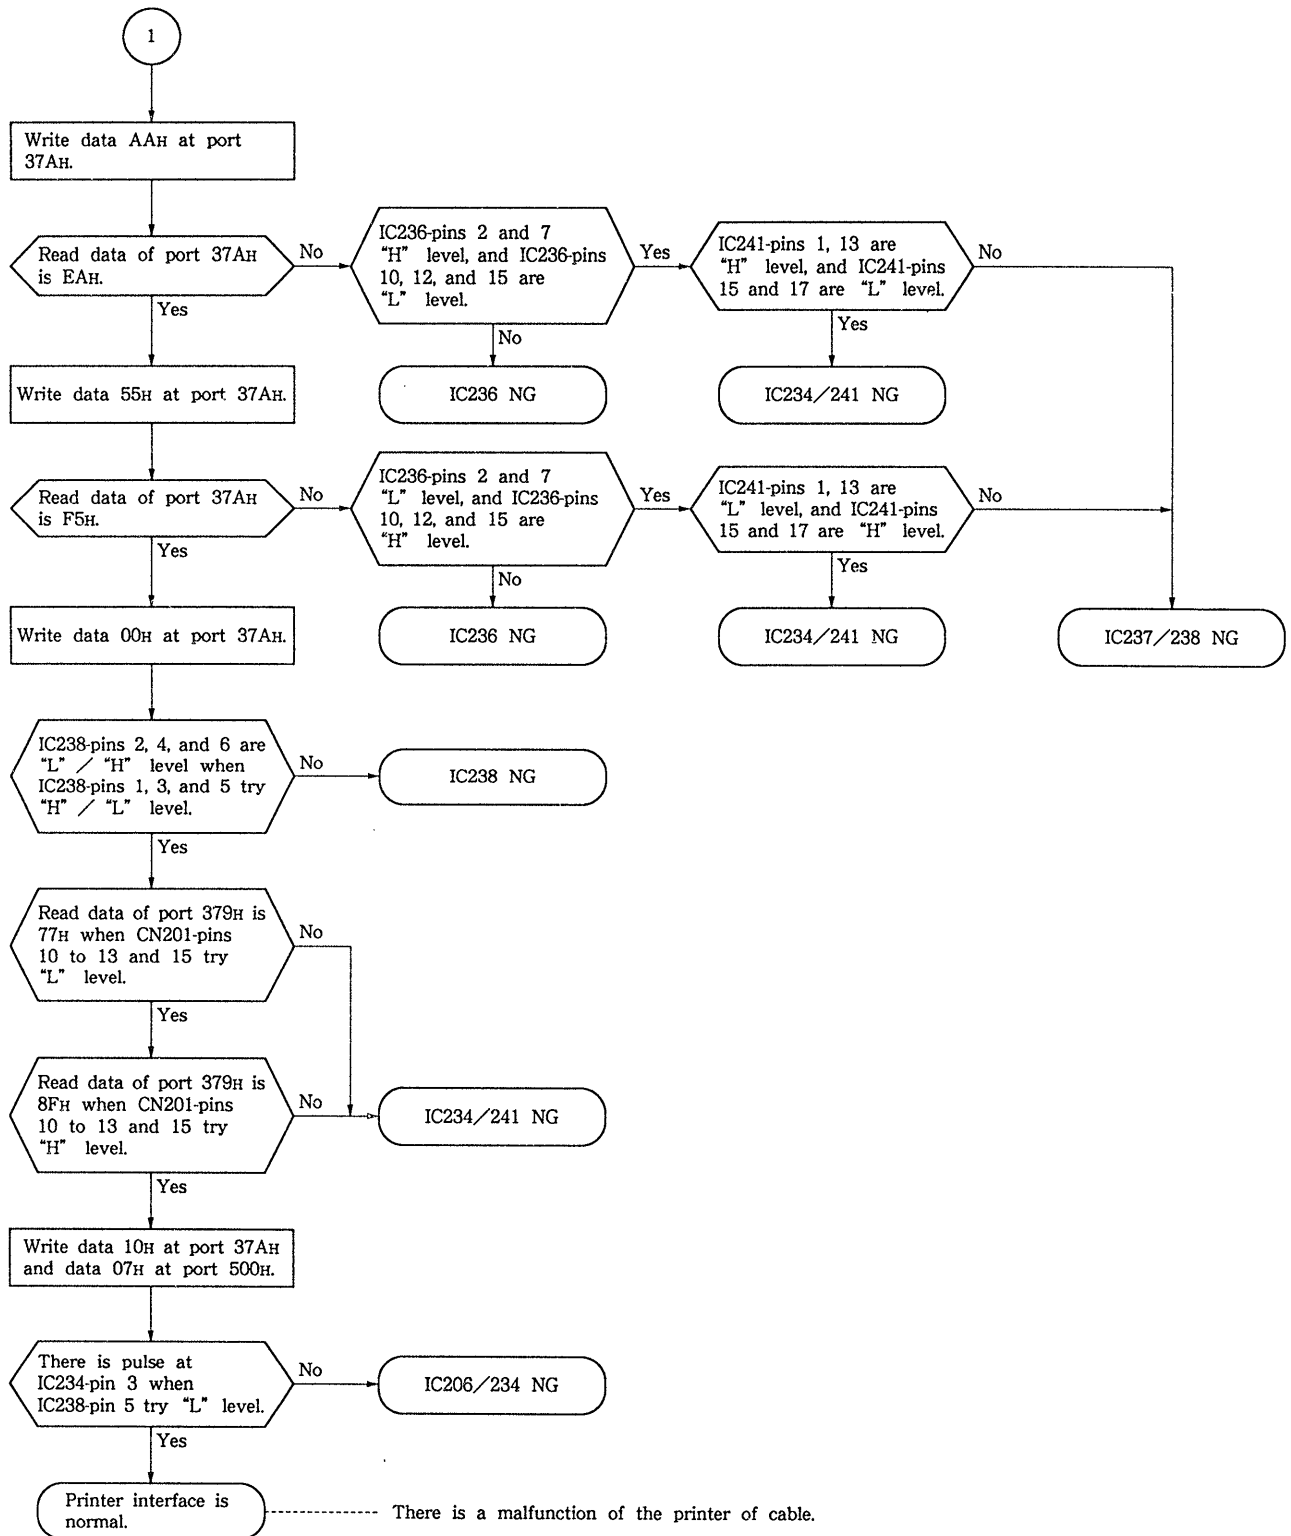 1
Write data AAH at port
37AH.
Read data of port 37AH
is EAH.
No
Yes
IC236-pins 2 and 7
“H” level, and IC236-pins
10, 12, and 15 are
“L” level.
Yes
No
IC241-pins 1, 13 are
“H” level, and IC241-pins
15 and 17 are “L” level.
No
Yes
Write data 55H at port 37AH.
IC236 NG
IC234/241 NG
Read data of port 37AH
is F5H.
No
Yes
IC236-pins 2 and 7
“L” level, and IC236-pins
10, 12, and 15 are
“H” level.
Yes
No
IC241-pins 1, 13 are
“L” level, and IC241-pins
15 and 17 are “H” level.
No
Yes
Write data 00H at port 37AH.
IC236 NG
IC234/241 NG
IC237/238 NG
IC238-pins 2, 4, and 6 are
“L” / “H” level when
IC238-pins 1, 3, and 5 try
“H” / “L” level.
No
IC238 NG
Yes
Read data of port 379H is
77H when CN201-pins
10 to 13 and 15 try
“L” level.
No
Yes
Read data of port 379H is
8FH when CN201-pins
10 to 13 and 15 try
“H” level.
No
IC234/241 NG
Yes
Write data 10H at port 37AH
and data 07H at port 500H.
There is pulse at
IC234-pin 3 when
IC238-pin 5 try “L” level.
No
IC206/234 NG
Yes
Printer interface is
normal.
There is a malfunction of the printer of cable.